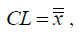 CL = x̿ ,